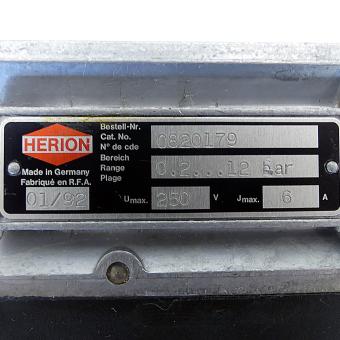 HERION
Made in Germany
Fabriqué en R.F.A.
01/92
Bestell-Nr.
Cat. No. 0820179
N° de cde
Bereich
Range 0.2...12 bar
Plage
Umax. 250 V Jmax. 6 A